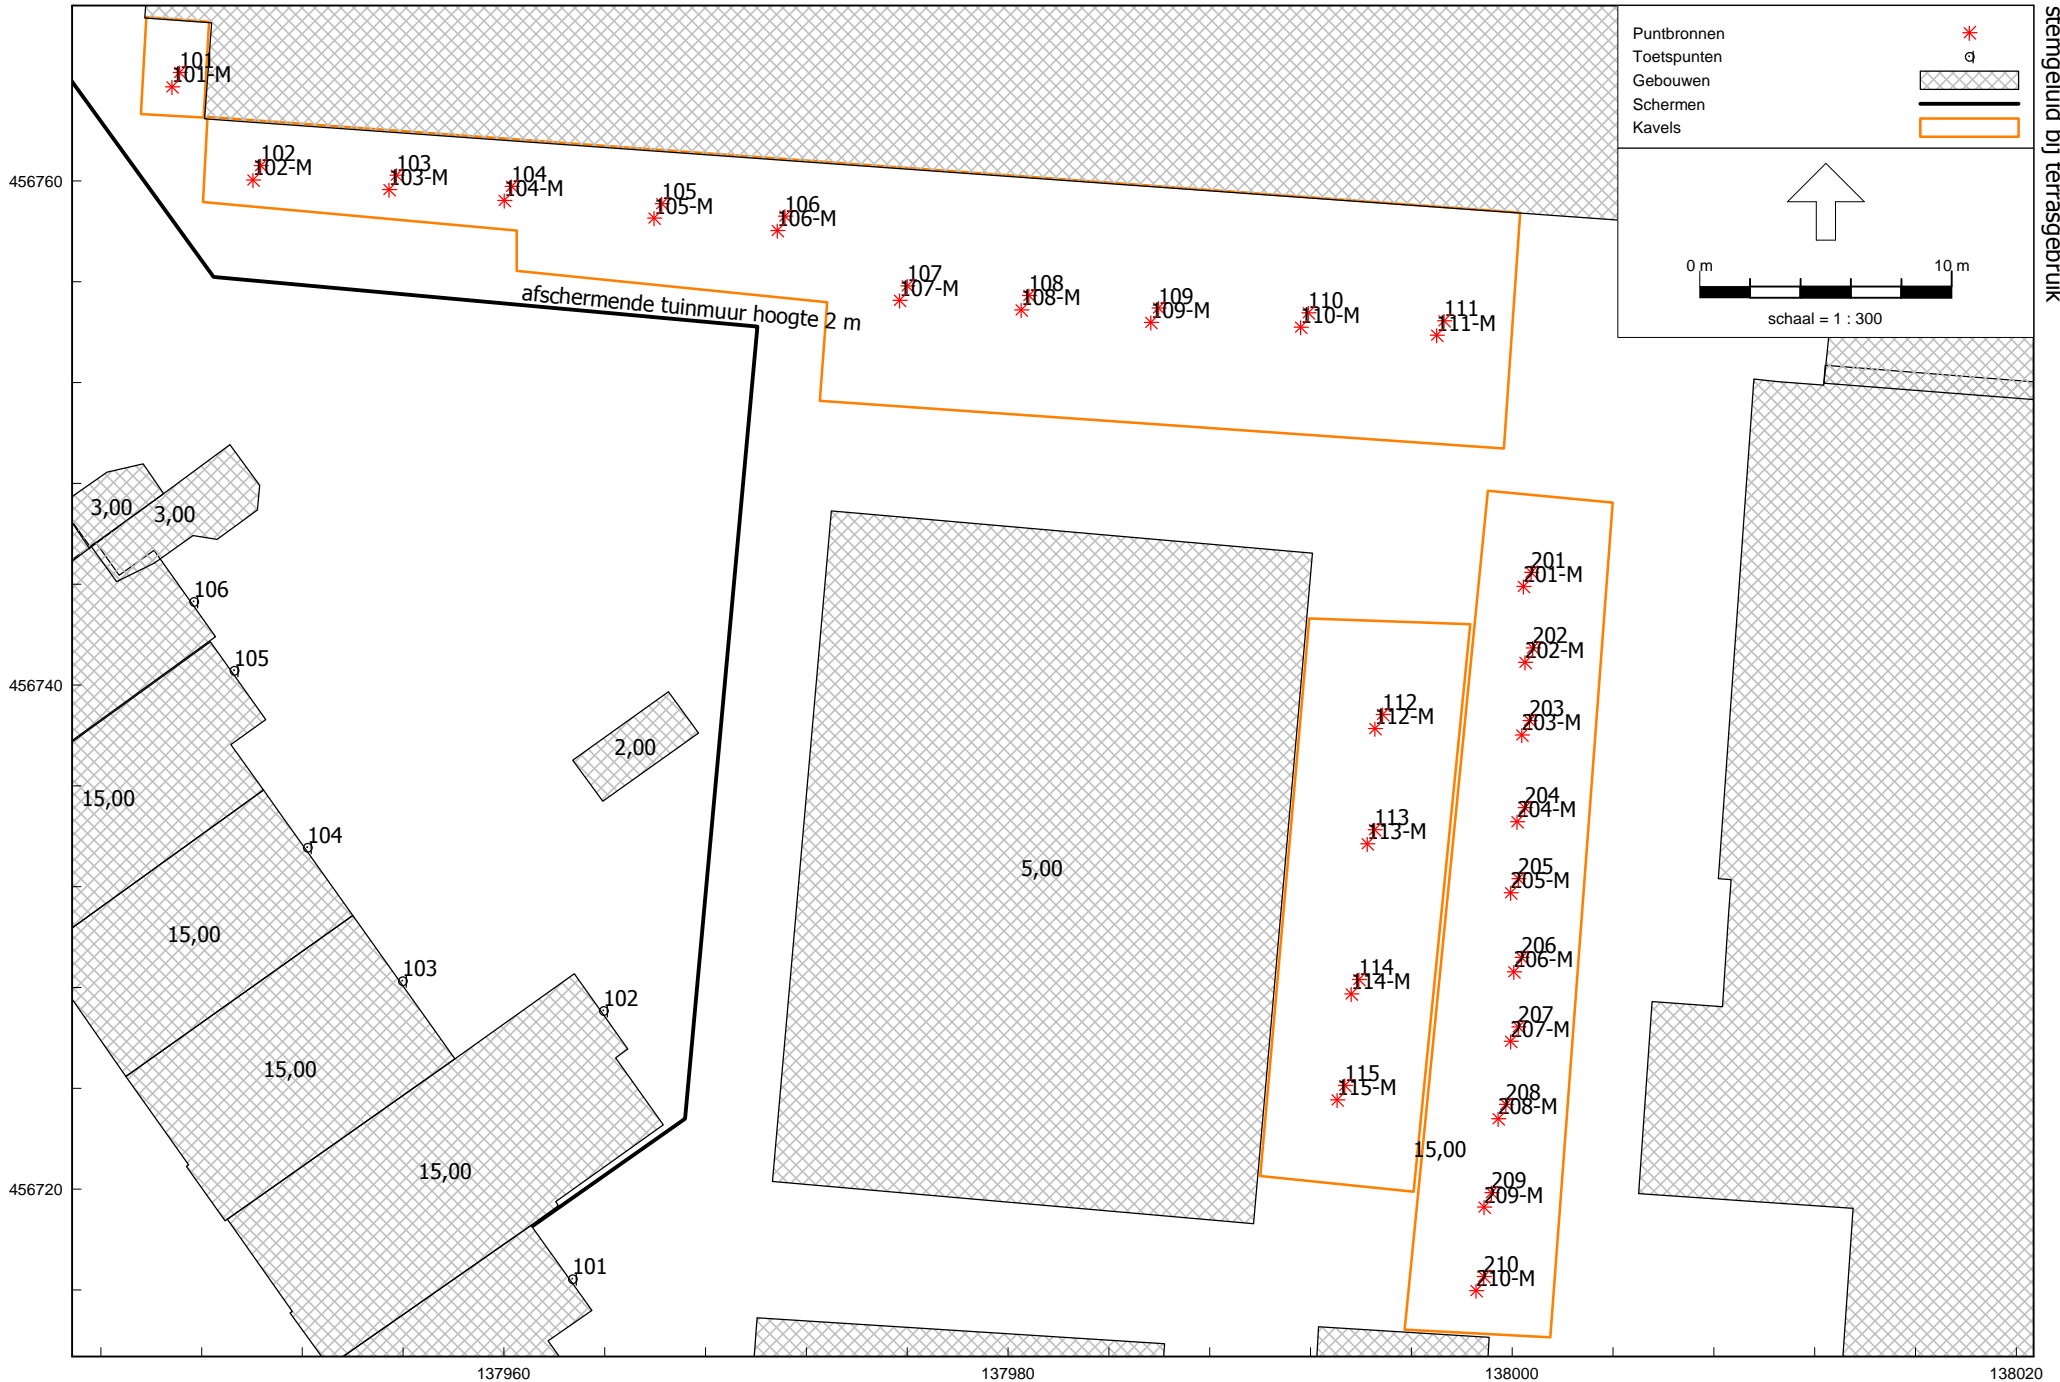 Puntbronnen
Toetspunten
Gebouwen
Schermen
Kavels
0 m 10 m
schaal = 1 : 300
stemgeluid bij terrasgebruik
101
101-M
102
102-M
103
103-M
104
104-M
105
105-M
106
106-M
107
107-M
108
108-M
109
109-M
110
110-M
111
111-M
afschermende tuinmuur hoogte 2 m
456760
3,00
3,00
106
105
201
201-M
202
202-M
203
203-M
204
204-M
205
205-M
206
206-M
207
207-M
208
208-M
209
209-M
210
210-M
112
112-M
113
113-M
114
114-M
115
115-M
456740
2,00
15,00
104
5,00
15,00
103
102
15,00
15,00
15,00
456720
101
137960
137980
138000
138020